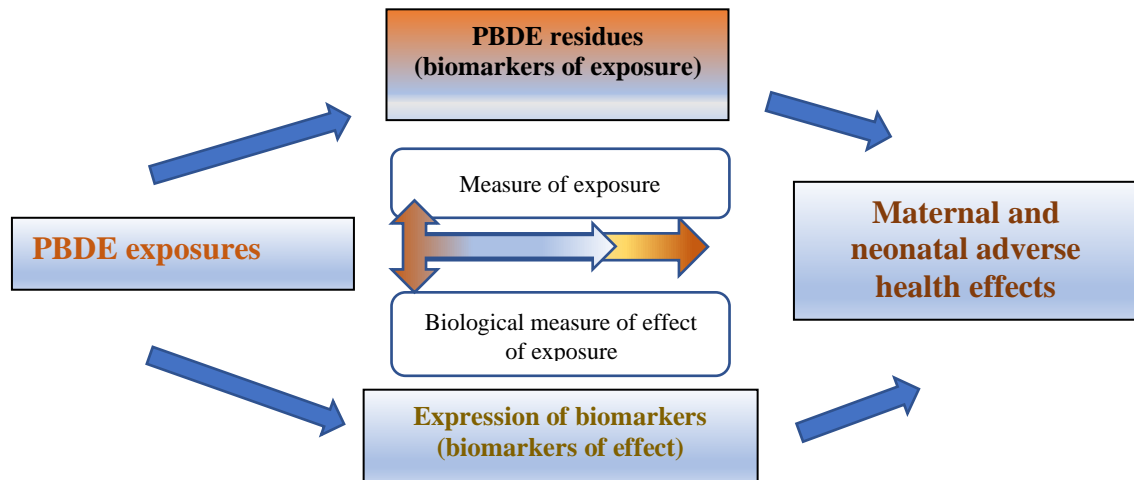 PBDE residues
(biomarkers of exposure)
Measure of exposure
PBDE exposures
Maternal and
neonatal adverse
health effects
Biological measure of effect
of exposure
Expression of biomarkers
(biomarkers of effect)